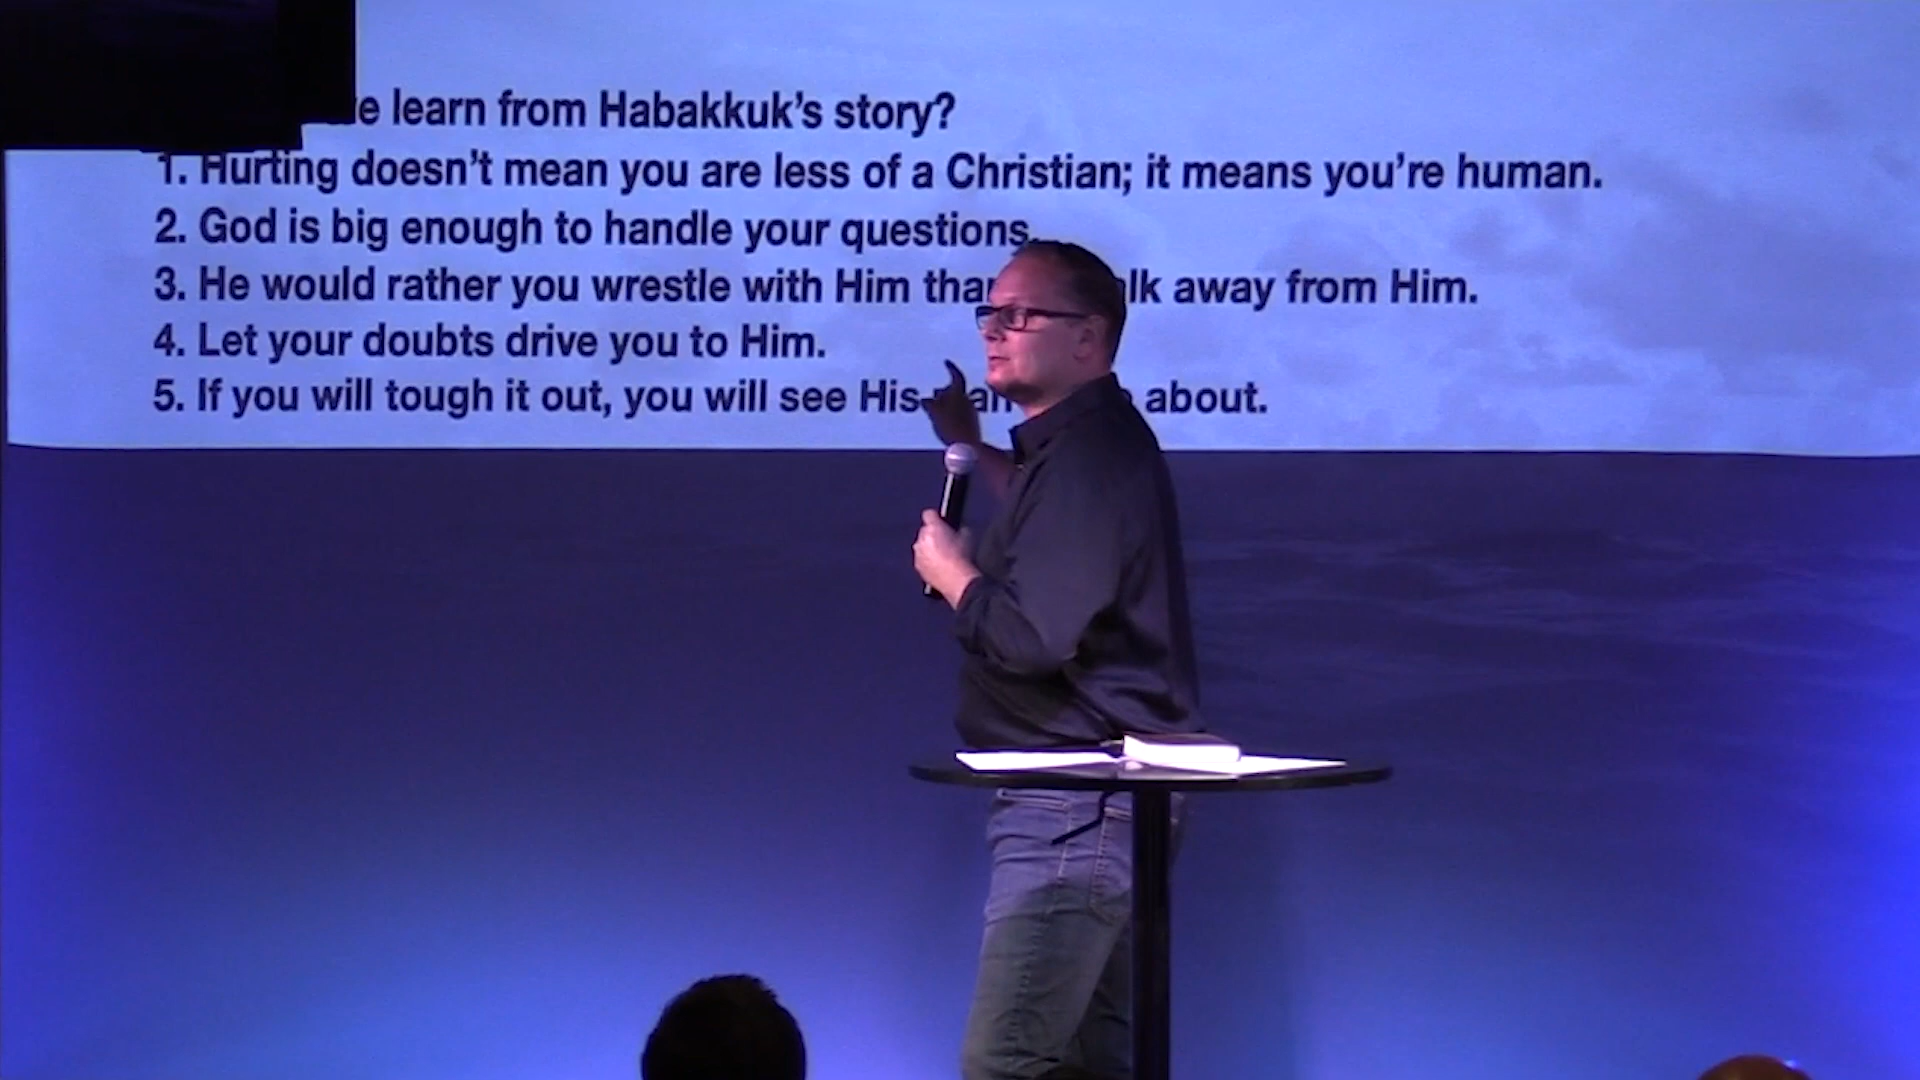 learn from Habakkuk's story?
1. Hurting doesn't mean you are less of a Christian; it means you're human.
2. God is big enough to handle your questions.
3. He would rather you wrestle with Him away from Him.
4. Let your doubts drive you to Him.
5. If you will tough it out, you will see His about.